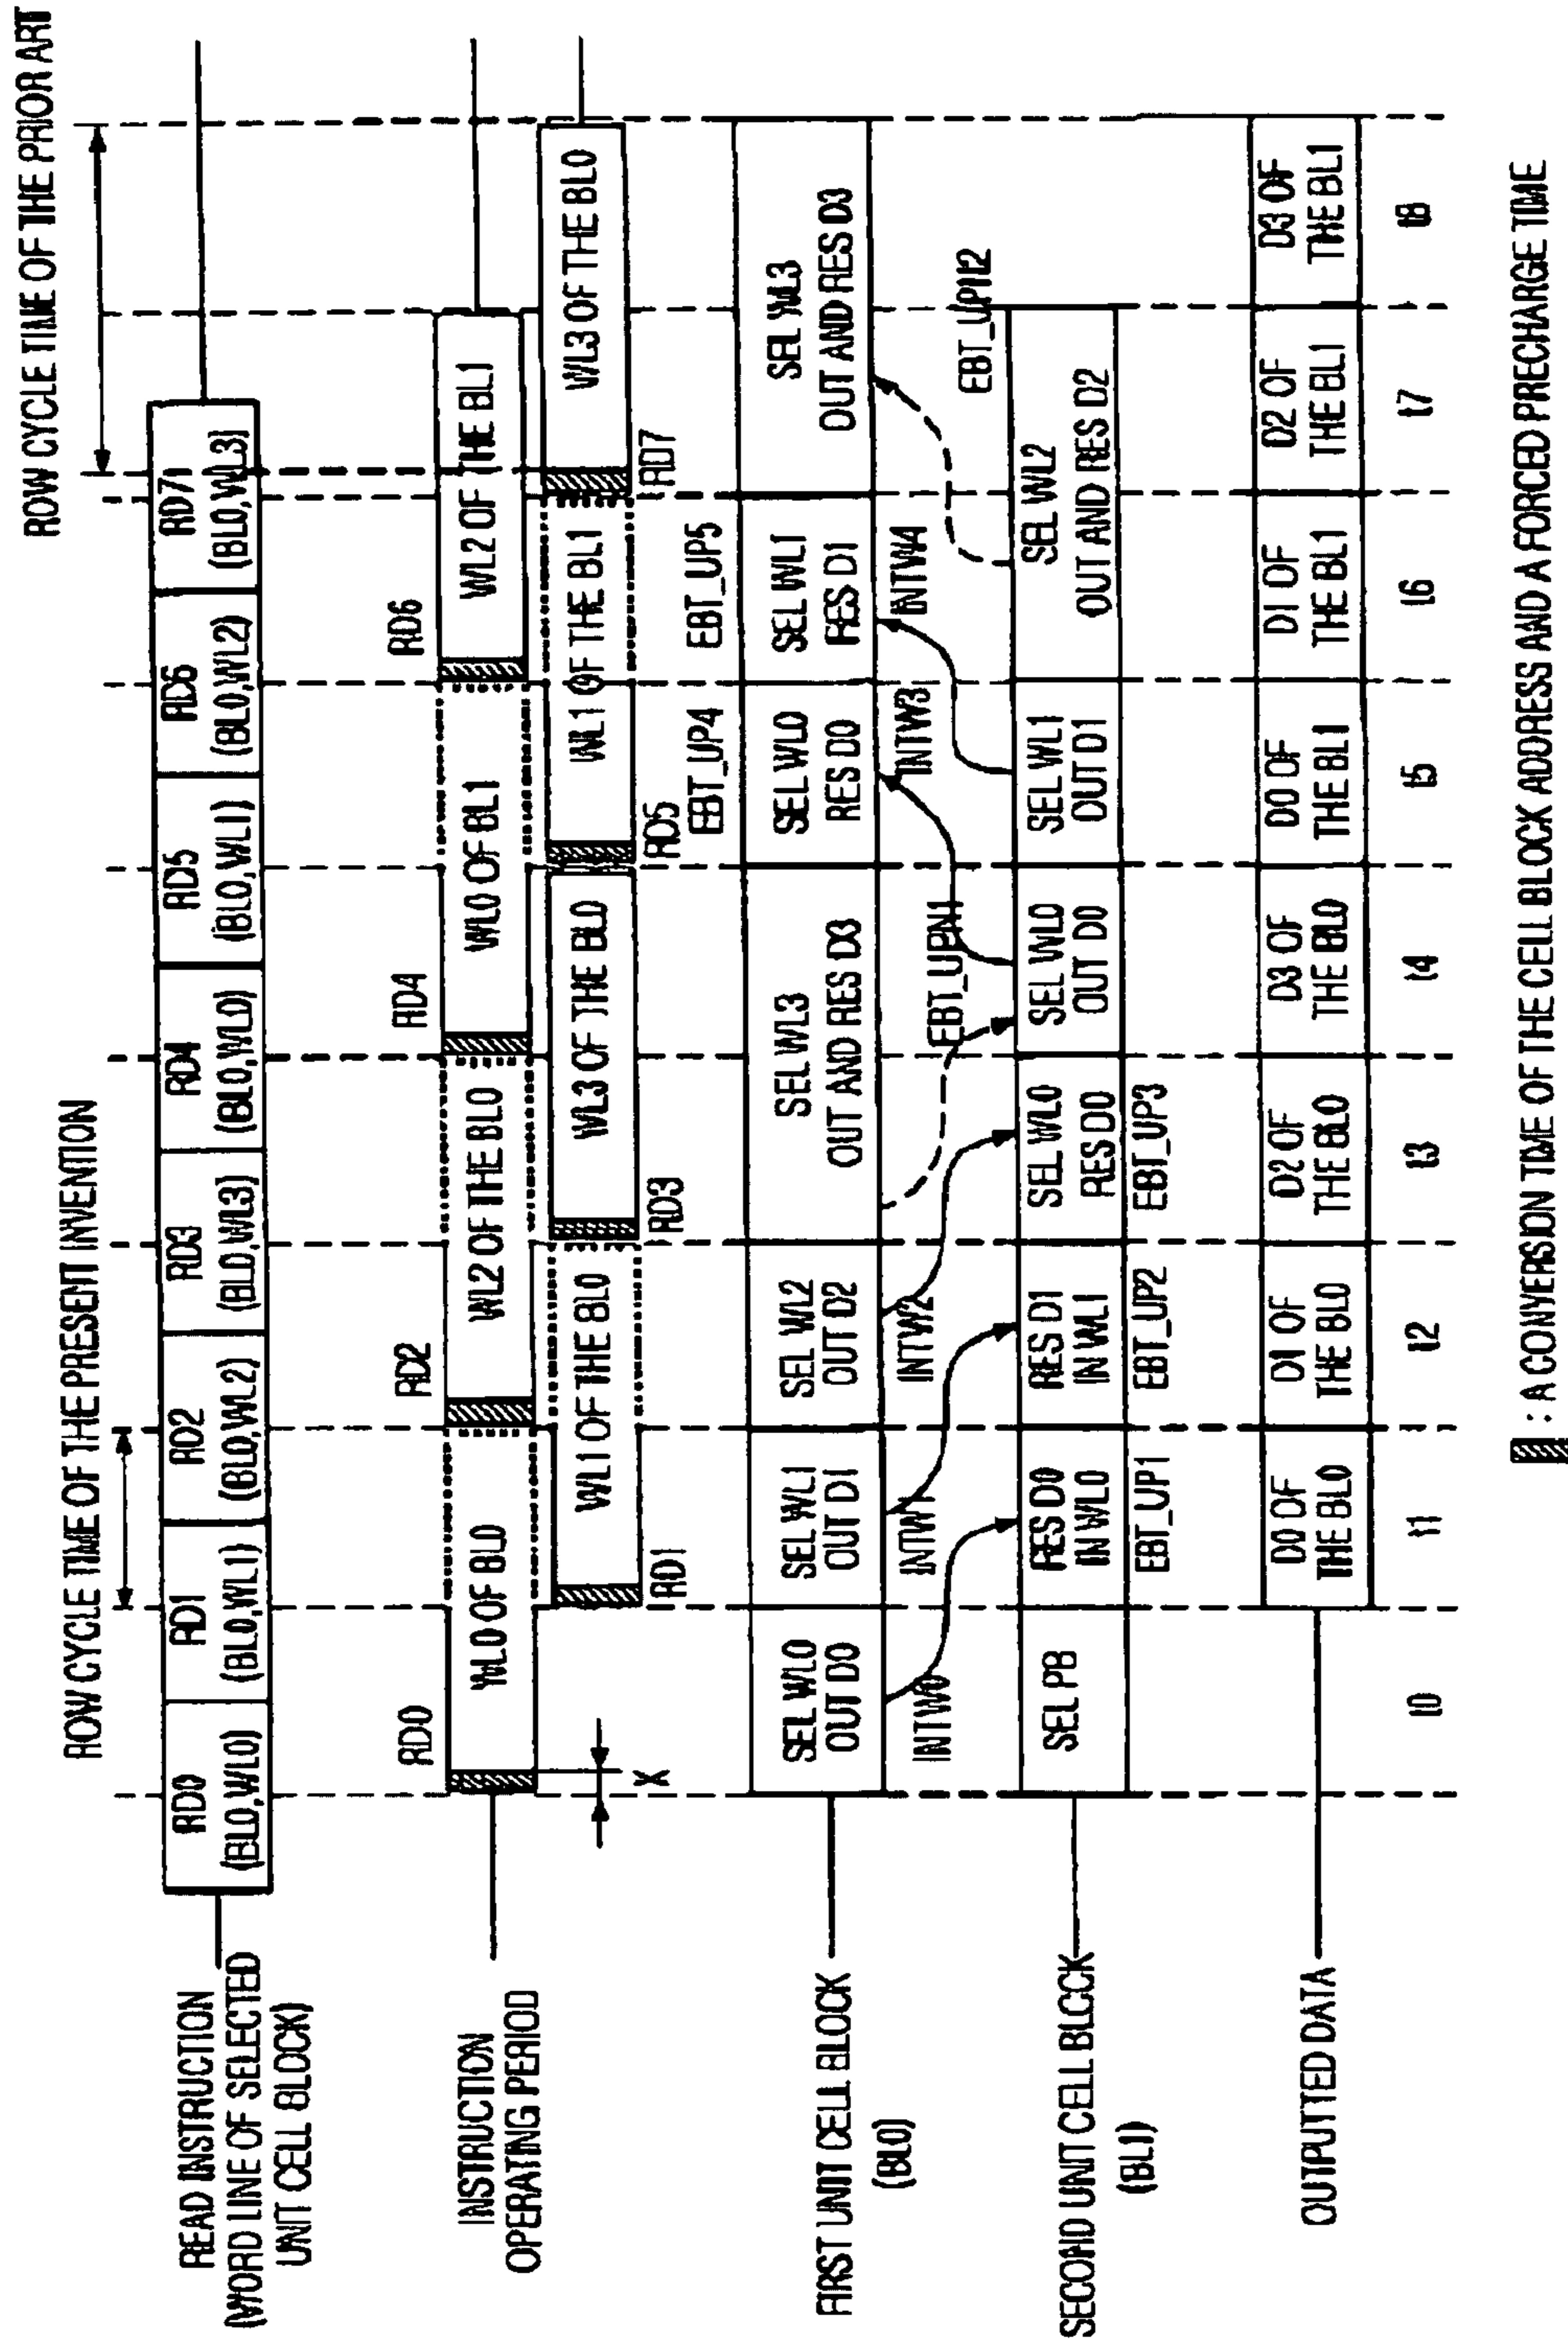 ROW CYCLE TIME OF THE PRESENT INVENTION
ROW CYCLE TIME OF THE PRIOR ART
READ INSTRUCTION
(WORD LINE OF SELECTED
UNIT CELL BLOCK)
RD0
(BL0,WL0)
RD1
(BL0,WL1)
RD2
(BL0,WL2)
RD3
(BL0,WL3)
RD4
(BL0,WL0)
RD5
(BL0,WL1)
RD6
(BL0,WL2)
RD7
(BL0,WL3)
INSTRUCTION
OPERATING PERIOD
RD0
WL0 OF BL0
RD2
WL2 OF THE BL0
RD4
WL0 OF BL1
RD6
WL2 OF THE BL1
X
WL1 OF THE BL0
RD1
WL3 OF THE BL0
RD3
WL1 OF THE BL1
RD5
WL3 OF THE BL0
RD7
EBT_UP4
EBT_UP5
FIRST UNIT CELL BLOCK
(BL0)
SEL WL0
OUT D0
SEL WL1
OUT D1
SEL WL2
OUT D2
SEL WL3
OUT AND RES D3
SEL WL0
RES D0
SEL WL1
RES D1
SEL WL3
OUT AND RES D3
INTW0
INTW1
INTW2
EBT_UPN1
INTW3
INTW4
EBT_UPN2
SECOND UNIT CELL BLOCK
(BL1)
SEL PB
RES D0
IN WL0
RES D1
IN WL1
SEL WL0
RES D0
SEL WL0
OUT D0
SEL WL1
OUT D1
SEL WL2
OUT AND RES D2
EBT_UP1
EBT_UP2
EBT_UP3
OUTPUTTED DATA
D0 OF
THE BL0
D1 OF
THE BL0
D2 OF
THE BL0
D3 OF
THE BL0
D0 OF
THE BL1
D1 OF
THE BL1
D2 OF
THE BL1
D3 OF
THE BL1
t0
t1
t2
t3
t4
t5
t6
t7
t8
: A CONVERSION TIME OF THE CELL BLOCK ADDRESS AND A FORCED PRECHARGE TIME